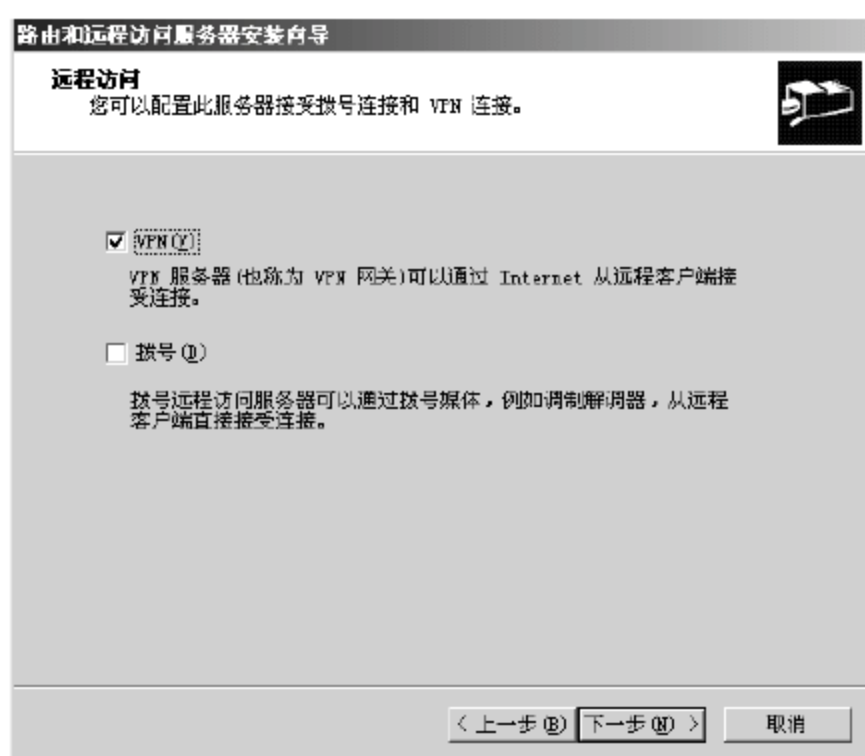 路由和远程访问服务器安装向导
远程访问
您可以配置此服务器接受拨号连接和 VPN 连接。
VPN(V)
VPN 服务器(也称为 VPN 网关)可以通过 Internet 从远程客户端接
受连接。
拨号(D)
拨号远程访问服务器可以通过拨号媒体，例如调制解调器，从远程
客户端直接接受连接。
< 上一步(B) 下一步(N) > 取消